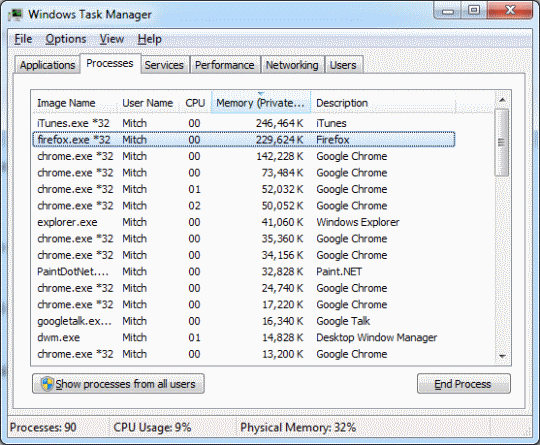 Windows Task Manager
File Options View Help
Applications Processes Services Performance Networking Users
Image Name User Name CPU Memory (Private... Description
iTunes.exe *32 Mitch 00 246,464 K iTunes
firefox.exe *32 Mitch 00 229,624 K Firefox
chrome.exe *32 Mitch 00 142,228 K Google Chrome
chrome.exe *32 Mitch 00 73,484 K Google Chrome
chrome.exe *32 Mitch 01 52,032 K Google Chrome
chrome.exe *32 Mitch 02 50,052 K Google Chrome
explorer.exe Mitch 00 41,060 K Windows Explorer
chrome.exe *32 Mitch 00 35,360 K Google Chrome
chrome.exe *32 Mitch 00 34,156 K Google Chrome
PaintDotNet.... Mitch 00 32,828 K Paint.NET
chrome.exe *32 Mitch 00 24,740 K Google Chrome
chrome.exe *32 Mitch 00 17,220 K Google Chrome
googletalk.ex... Mitch 00 16,340 K Google Talk
dwm.exe Mitch 01 14,828 K Desktop Window Manager
chrome.exe *32 Mitch 00 13,200 K Google Chrome
Show processes from all users End Process
Processes: 90 CPU Usage: 9% Physical Memory: 32%